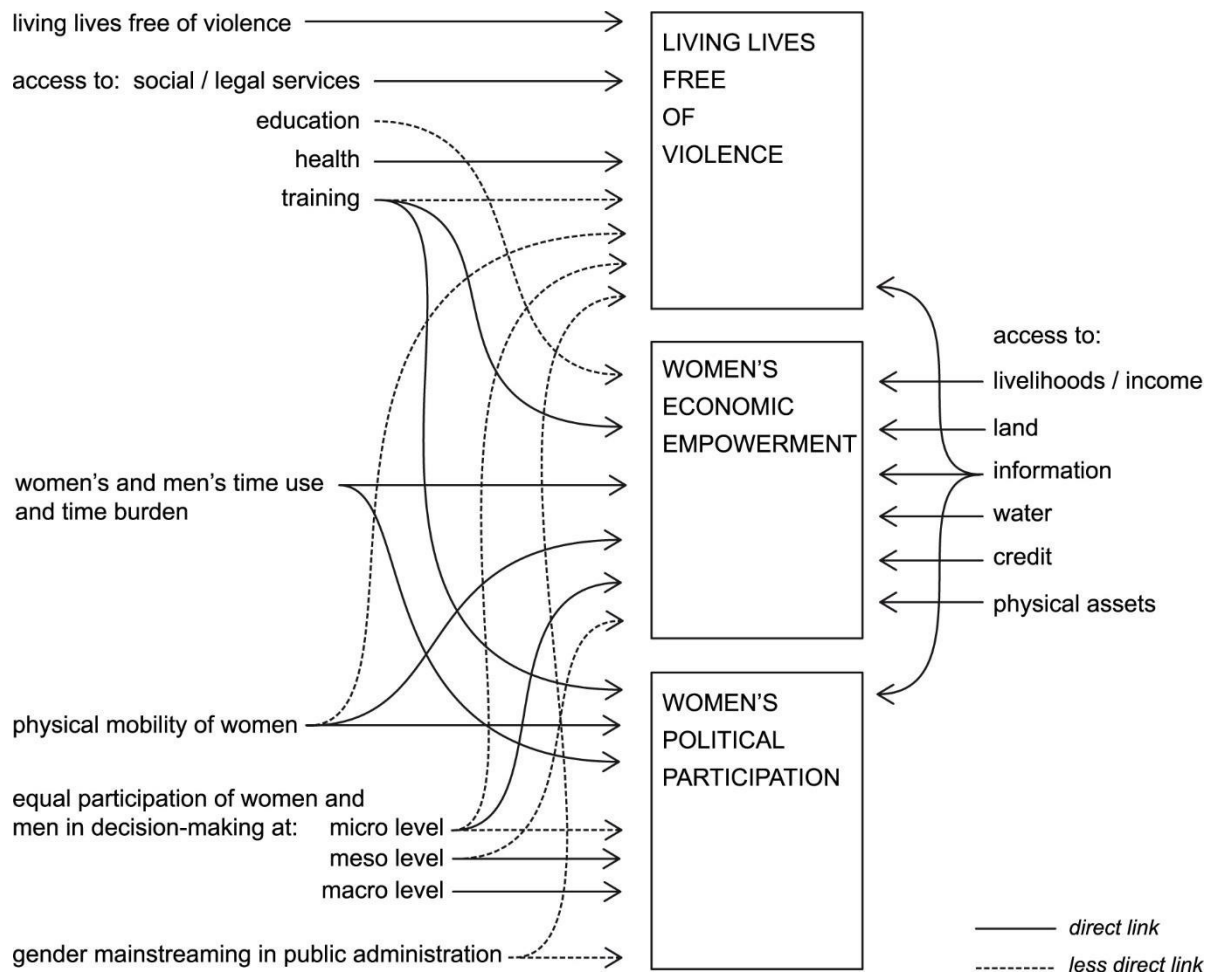 living lives free of violence
access to: social / legal services
education
health
training
women's and men's time use
and time burden
physical mobility of women
equal participation of women and
men in decision-making at: micro level
meso level
macro level
gender mainstreaming in public administration
LIVING LIVES
FREE
OF
VIOLENCE
WOMEN'S
ECONOMIC
EMPOWERMENT
WOMEN'S
POLITICAL
PARTICIPATION
access to:
livelihoods / income
land
information
water
credit
physical assets
direct link
less direct link